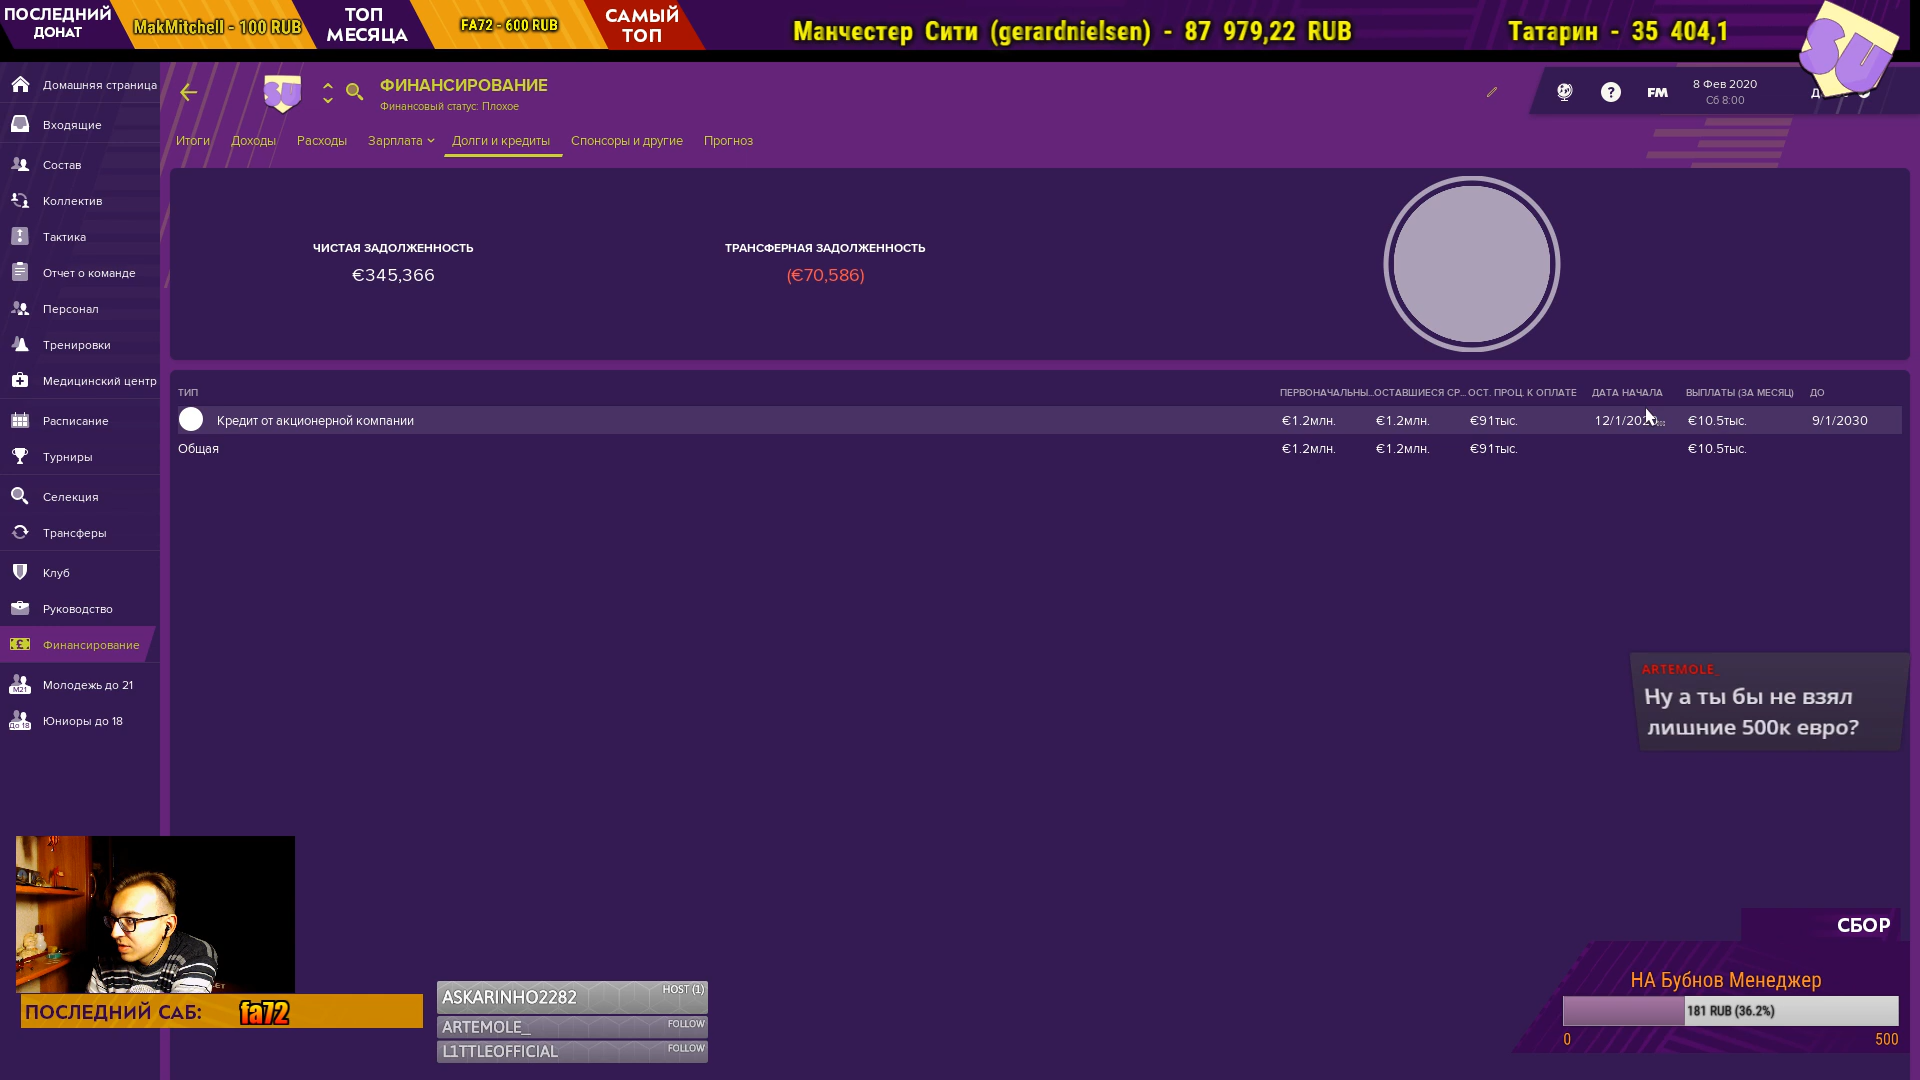 ПОСЛЕДНИЙ
ДОНАТ
MakMitchell - 100 RUB
ТОП
МЕСЯЦА
FA72 - 600 RUB
САМЫЙ
ТОП
Манчестер Сити (gerardnielsen) - 87 979,22 RUB
Татарин - 35 404,1
SU
Домашняя страница
Входящие
Состав
Коллектив
Тактика
Отчет о команде
Персонал
Тренировки
Медицинский центр
Расписание
Турниры
Селекция
Трансферы
Клуб
Руководство
Финансирование
Молодежь до 21
Юниоры до 18
ФИНАНСИРОВАНИЕ
Финансовый статус: Плохое
FM
8 Фев 2020
Сб 8:00
Итоги
Доходы
Расходы
Зарплата
Долги и кредиты
Спонсоры и другие
Прогноз
ЧИСТАЯ ЗАДОЛЖЕННОСТЬ
€345,366
ТРАНСФЕРНАЯ ЗАДОЛЖЕННОСТЬ
(€70,586)
ТИП ПЕРВОНАЧАЛЬНЫ... ОСТАВШИЕСЯ СР... ОСТ. ПРОЦ. К ОПЛАТЕ ДАТА НАЧАЛА ВЫПЛАТЫ (ЗА МЕСЯЦ) ДО
Кредит от акционерной компании €1.2млн. €1.2млн. €91тыс. 12/1/202... €10.5тыс. 9/1/2030
Общая €1.2млн. €1.2млн. €91тыс. €10.5тыс.
ARTEMOLE_
Ну а ты бы не взял
лишние 500к евро?
ПОСЛЕДНИЙ САБ: fa72
ASKARINHO2282 HOST (1)
ARTEMOLE_ FOLLOW
L1TTLEOFFICIAL FOLLOW
СБОР
НА Бубнов Менеджер
181 RUB (36.2%)
0 500